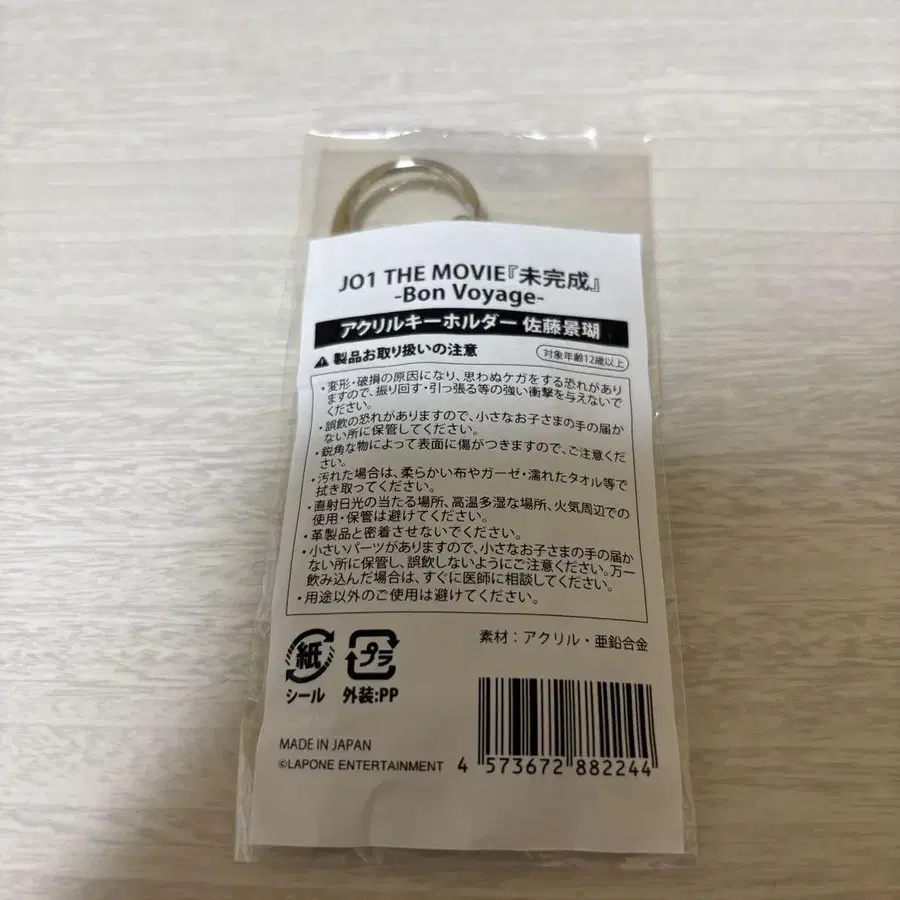 JO1 THE MOVIE『未完成』
-Bon Voyage-
アクリルキーホルダー 佐藤景瑚
製品お取り扱いの注意
対象年齢12歳以上
・変形・破損の原因になり、思わぬケガをする恐れがあり
ますので、振り回す・引っ張る等の強い衝撃を与えないで
ください。
・誤飲の恐れがありますので、小さなお子さまの手の届か
ない所に保管してください。
・鋭角な物によって表面に傷がつきますので、ご注意くだ
さい。
・汚れた場合は、柔らかい布やガーゼ・濡れたタオル等で
拭き取ってください。
・直射日光の当たる場所、高温多湿な場所、火気周辺での
使用・保管は避けてください。
・革製品と密着させないでください。
・小さいパーツがありますので、小さなお子さまの手の届か
ない所に保管し、誤飲しないようにご注意ください。万一
飲み込んだ場合は、すぐに医師に相談してください。
・用途以外のご使用は避けてください。
紙
シール
プラ
外装:PP
素材：アクリル・亜鉛合金
MADE IN JAPAN
©LAPONE ENTERTAINMENT
4 573672 882244